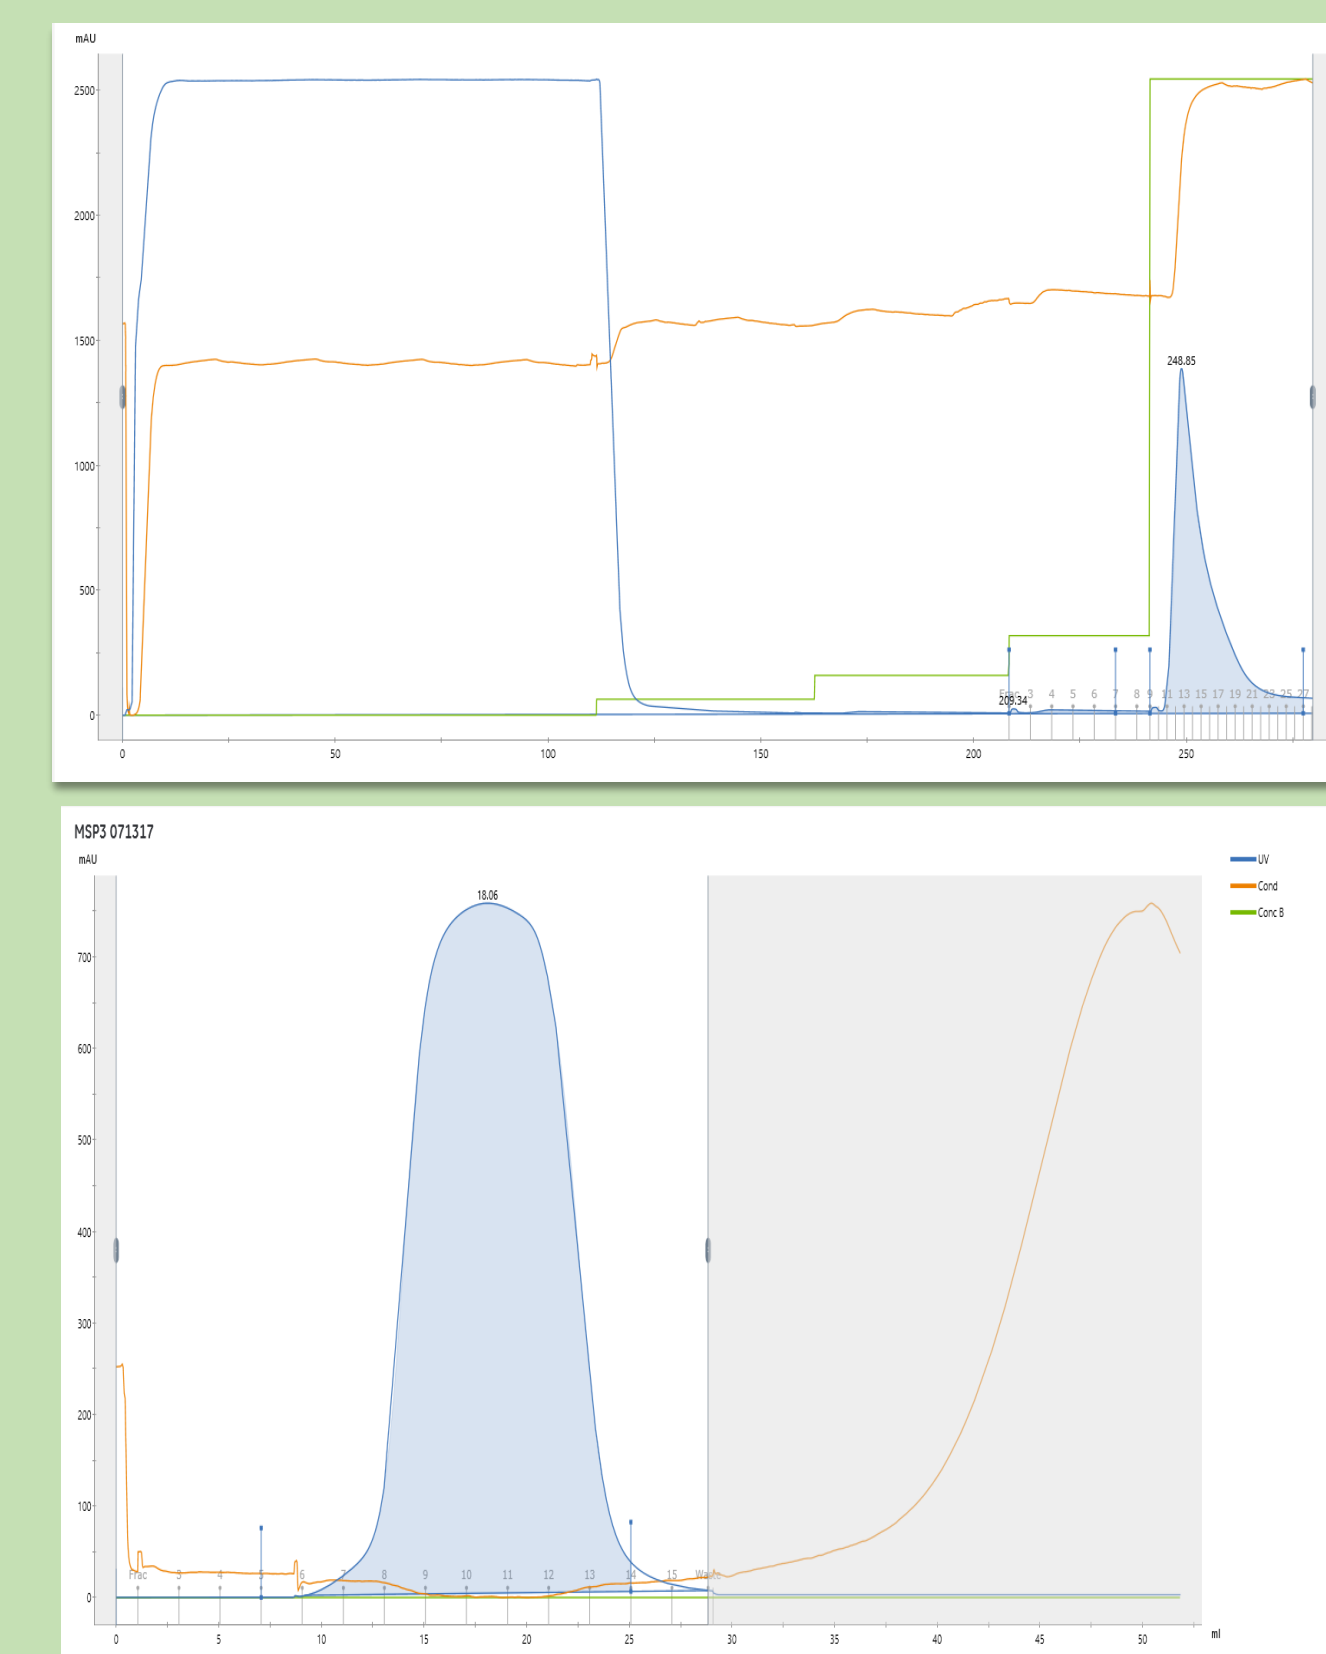 mAU
2500
2000
1500
1000
500
0
248.85
209.34
Frac 3 4 5 6 7 8 9 11 13 15 17 19 21 23 25 27
0 50 100 150 200 250
MSP3 071317
mAU
UV
Cond
Conc B
18.06
700
600
500
400
300
200
100
0
Frac 3 4 5 6 7 8 9 10 11 12 13 14 15 Waste
0 5 10 15 20 25 30 35 40 45 50 ml